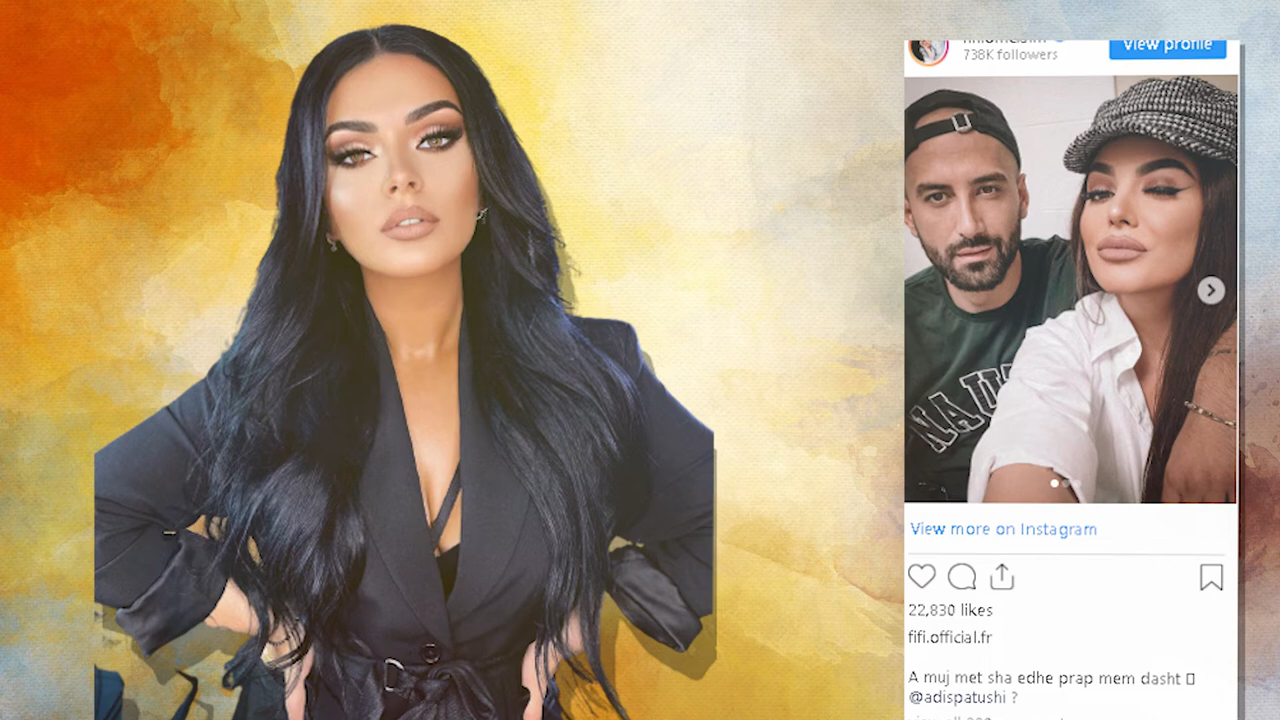 738K followers
View profile
NAJU
View more on Instagram
22,830 likes
fifi.official.fr
A muj met sha edhe prap mem dasht
@adispatushi ?